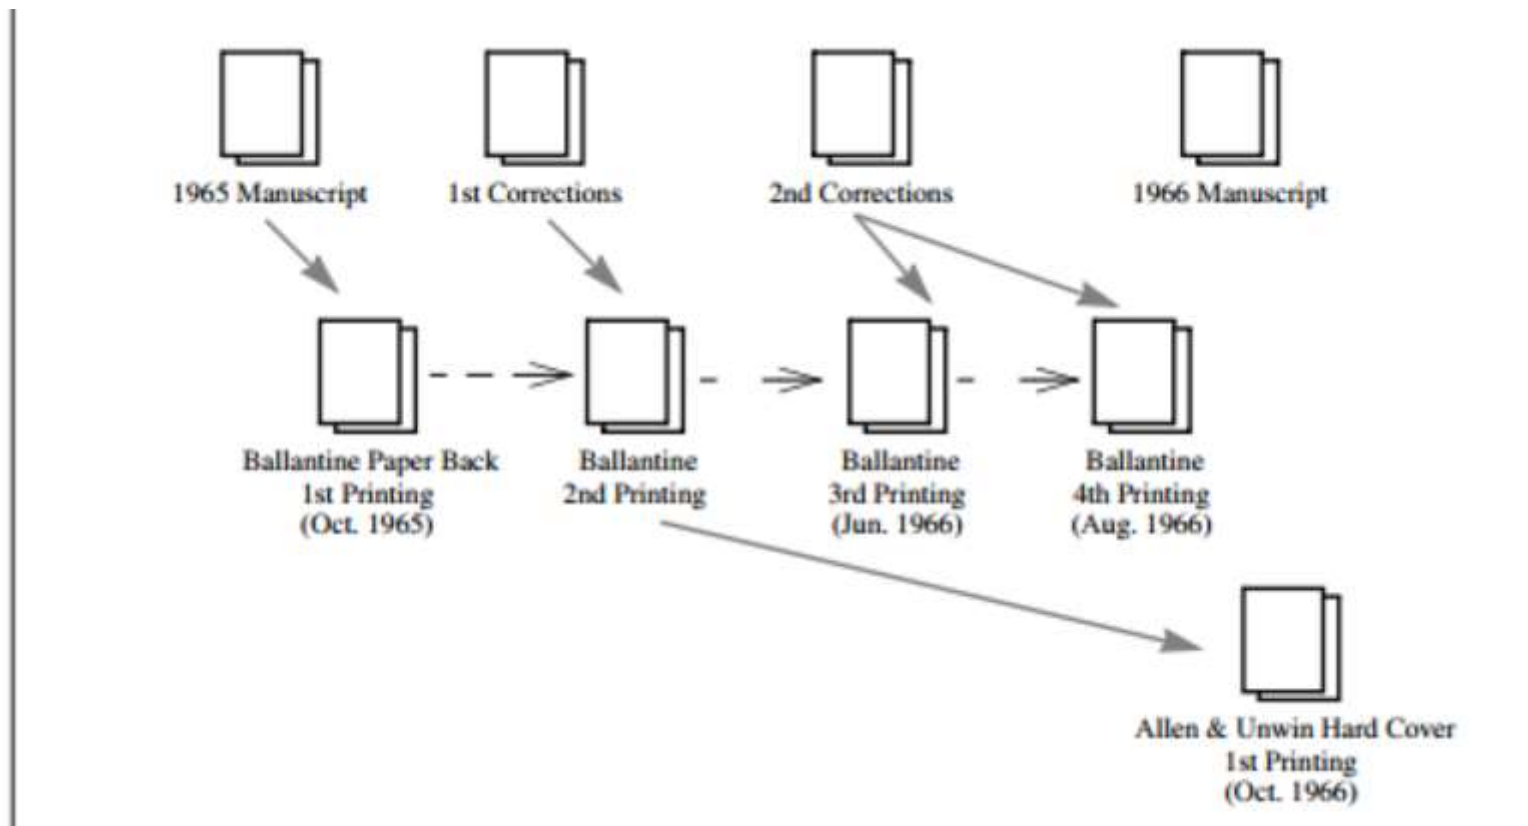 1965 Manuscript
1st Corrections
2nd Corrections
1966 Manuscript
Ballantine Paper Back
1st Printing
(Oct. 1965)
Ballantine
2nd Printing
Ballantine
3rd Printing
(Jun. 1966)
Ballantine
4th Printing
(Aug. 1966)
Allen & Unwin Hard Cover
1st Printing
(Oct. 1966)